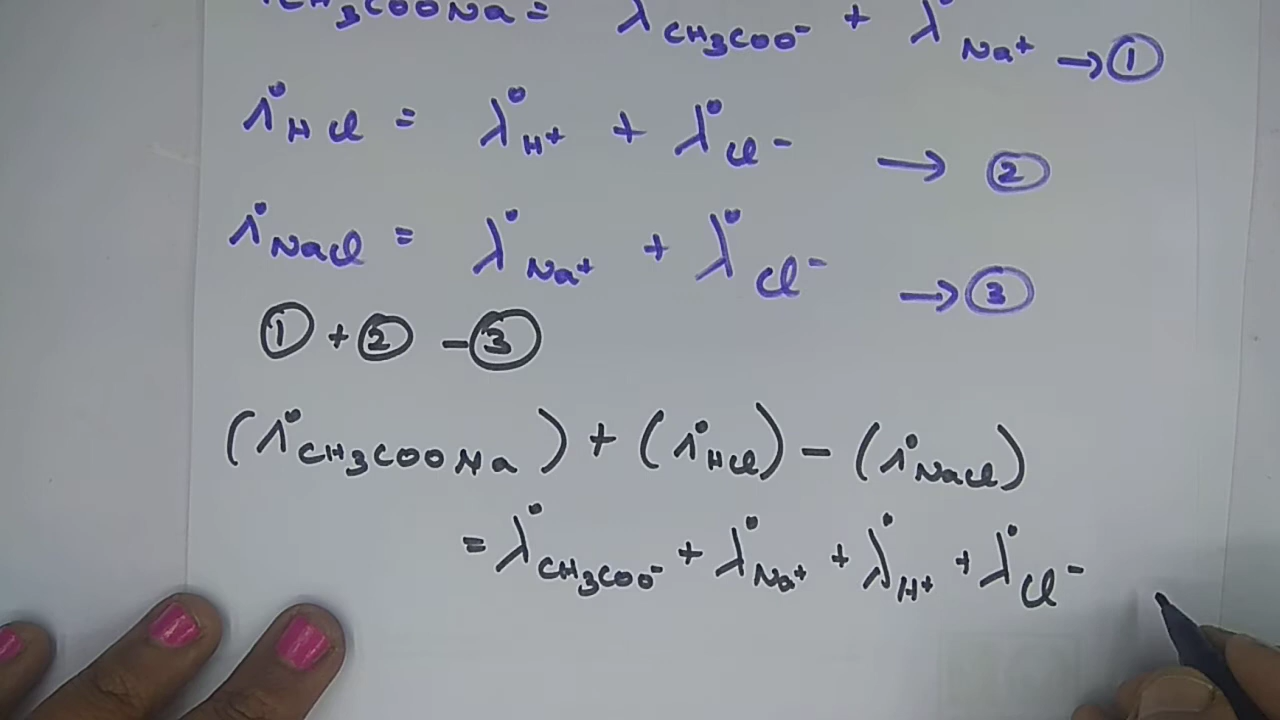 λ°CH3COONa = λ°CH3COO⁻ + λ°Na⁺ → ①
λ°HCl = λ°H⁺ + λ°Cl⁻ → ②
λ°NaCl = λ°Na⁺ + λ°Cl⁻ → ③
① + ② - ③
(λ°CH3COONa) + (λ°HCl) - (λ°NaCl)
= λ°CH3COO⁻ + λ°Na⁺ + λ°H⁺ + λ°Cl⁻